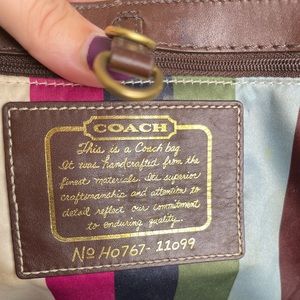 COACH
This is a Coach bag.
It was handcrafted from the
finest materials. Its superior
craftsmanship and attention to
detail reflect our commitment
to enduring quality.
No H0767-11099